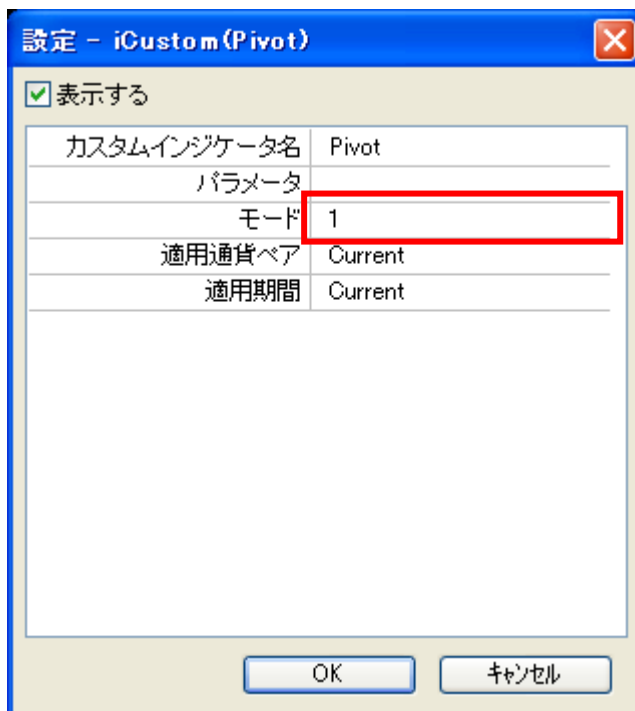 設定 - iCustom(Pivot)
表示する
カスタムインジケータ名 Pivot
パラメータ
モード 1
適用通貨ペア Current
適用期間 Current
OK ｷｬﾝｾﾙ